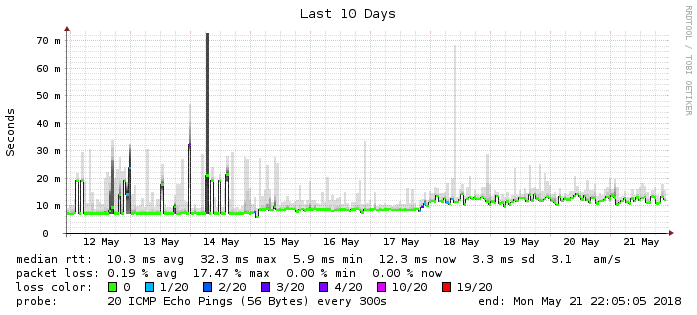 Last 10 Days
RRDTOOL / TOBI OETIKER
Seconds
70 m
60 m
50 m
40 m
30 m
20 m
10 m
0
12 May 13 May 14 May 15 May 16 May 17 May 18 May 19 May 20 May 21 May
median rtt: 10.3 ms avg 32.3 ms max 5.9 ms min 12.3 ms now 3.3 ms sd 3.1 am/s
packet loss: 0.19 % avg 17.47 % max 0.00 % min 0.00 % now
loss color: 0 1/20 2/20 3/20 4/20 10/20 19/20
probe: 20 ICMP Echo Pings (56 Bytes) every 300s end: Mon May 21 22:05:05 2018